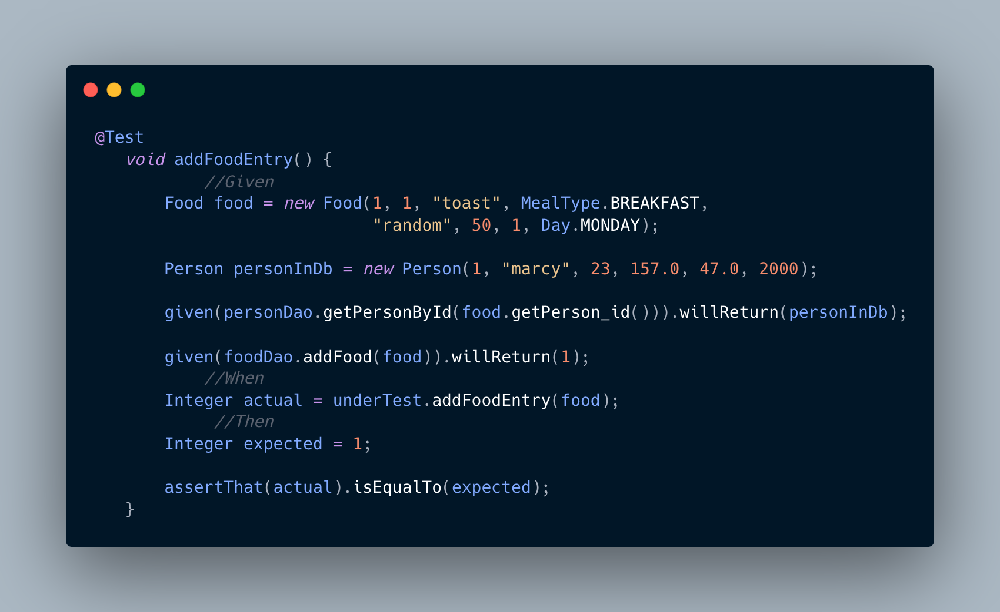 @Test
void addFoodEntry() {
//Given
Food food = new Food(1, 1, "toast", MealType.BREAKFAST,
"random", 50, 1, Day.MONDAY);
Person personInDb = new Person(1, "marcy", 23, 157.0, 47.0, 2000);
given(personDao.getPersonById(food.getPerson_id())).willReturn(personInDb);
given(foodDao.addFood(food)).willReturn(1);
//When
Integer actual = underTest.addFoodEntry(food);
//Then
Integer expected = 1;
assertThat(actual).isEqualTo(expected);
}